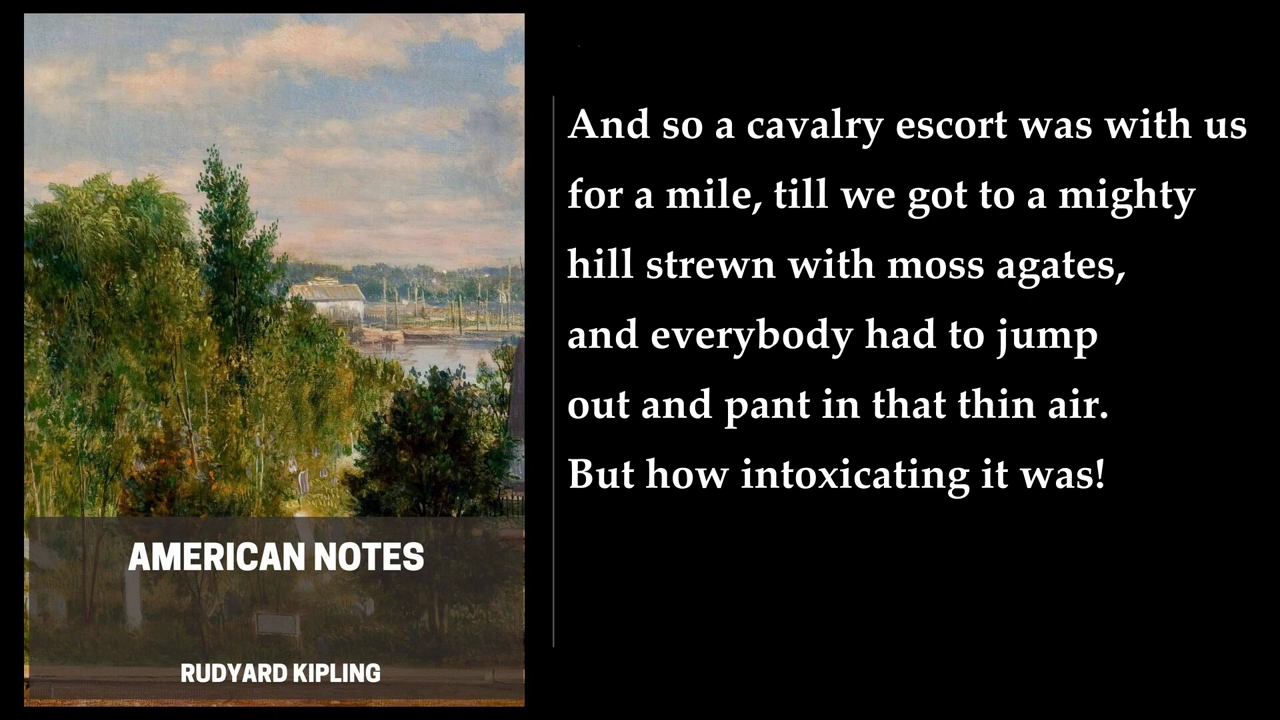 AMERICAN NOTES
RUDYARD KIPLING
And so a cavalry escort was with us
for a mile, till we got to a mighty
hill strewn with moss agates,
and everybody had to jump
out and pant in that thin air.
But how intoxicating it was!